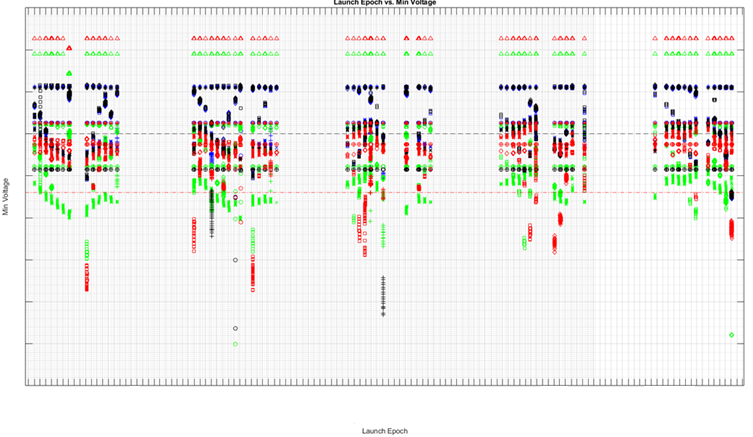 Launch Epoch vs. Min Voltage
Min Voltage
Launch Epoch